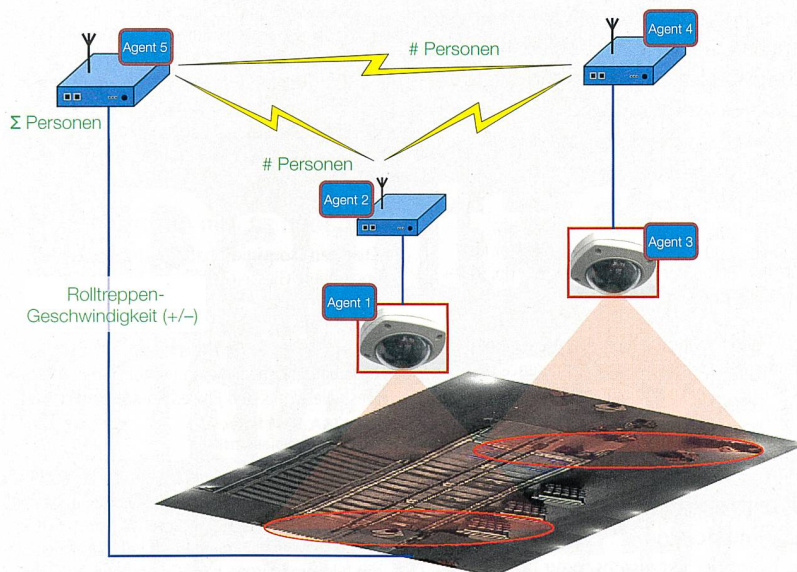 Agent 5
# Personen
Agent 4
Σ Personen
# Personen
Agent 2
Agent 3
Rolltreppen-
Geschwindigkeit (+/–)
Agent 1